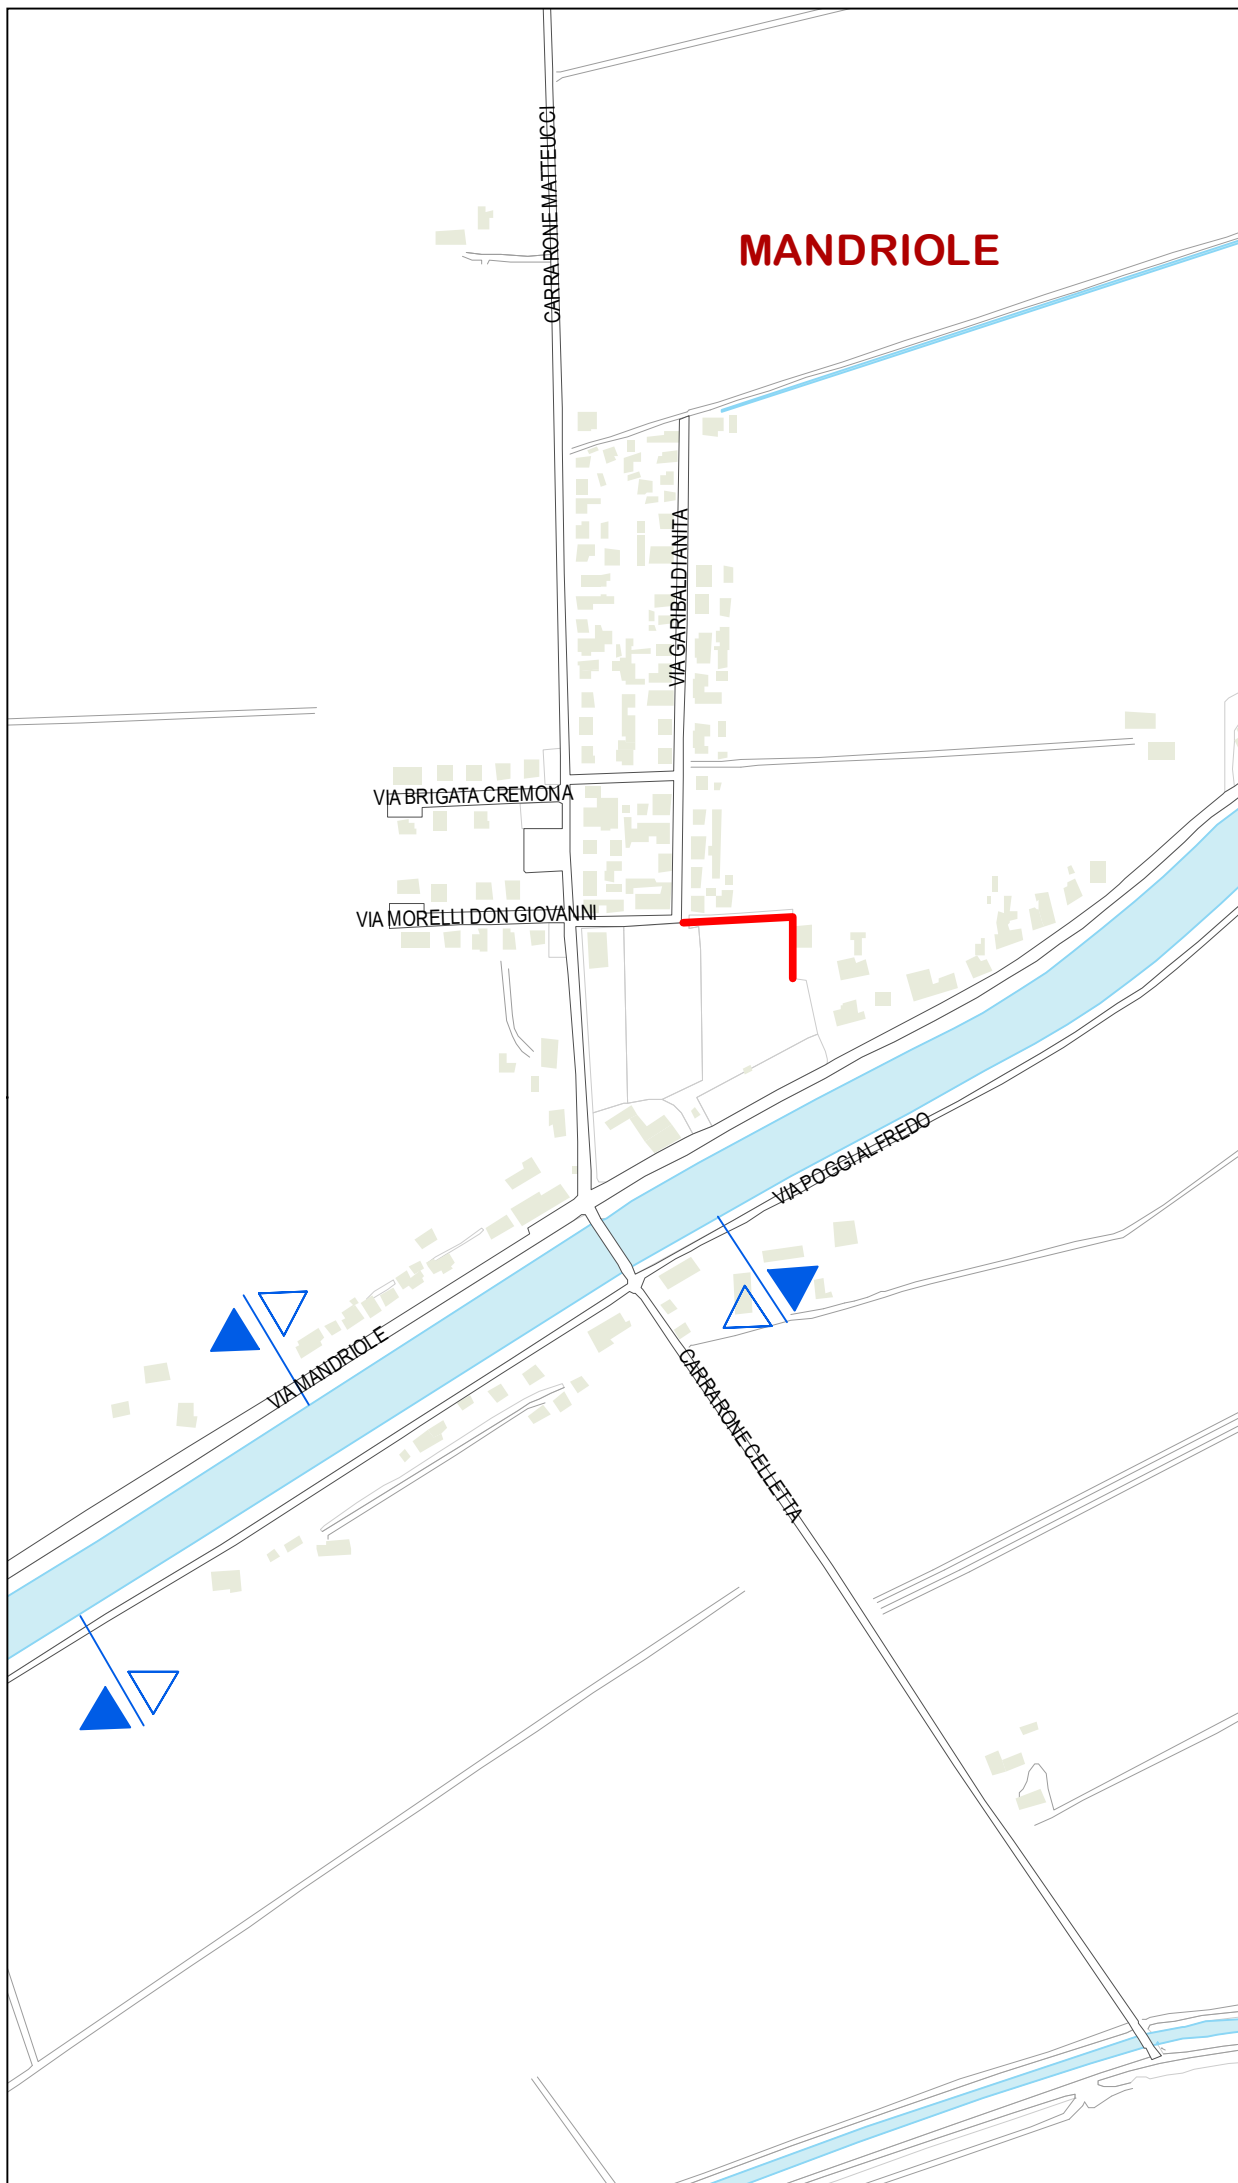 CARRARONE MATTEUCCI
MANDRIOLE
VIA GARIBALDI ANITA
VIA BRIGATA CREMONA
VIA MORELLI DON GIOVANNI
VIA POGGI ALFREDO
VIA MANDRIOLE
CARRARONE CELLETTA